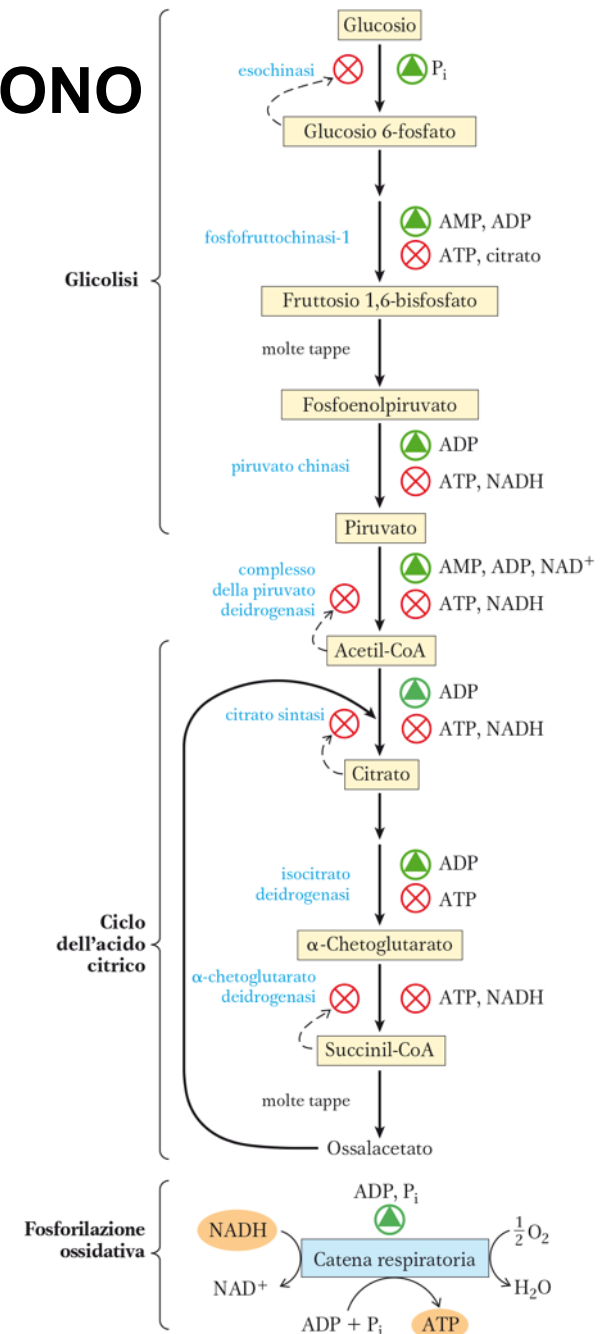 Glucosio
esochinasi
Pi
ONO
Glucosio 6-fosfato
AMP, ADP
fosfofruttochinasi-1
ATP, citrato
Glicolisi
Fruttosio 1,6-bisfosfato
molte tappe
Fosfoenolpiruvato
ADP
piruvato chinasi
ATP, NADH
Piruvato
complesso
della piruvato
deidrogenasi
AMP, ADP, NAD+
ATP, NADH
Acetil-CoA
ADP
citrato sintasi
ATP, NADH
Citrato
ADP
isocitrato
deidrogenasi
ATP
Ciclo
dell'acido
citrico
α-Chetoglutarato
α-chetoglutarato
deidrogenasi
ATP, NADH
Succinil-CoA
molte tappe
Ossalacetato
ADP, Pi
Fosforilazione
ossidativa
NADH
1/2 O2
Catena respiratoria
NAD+
H2O
ADP + Pi
ATP